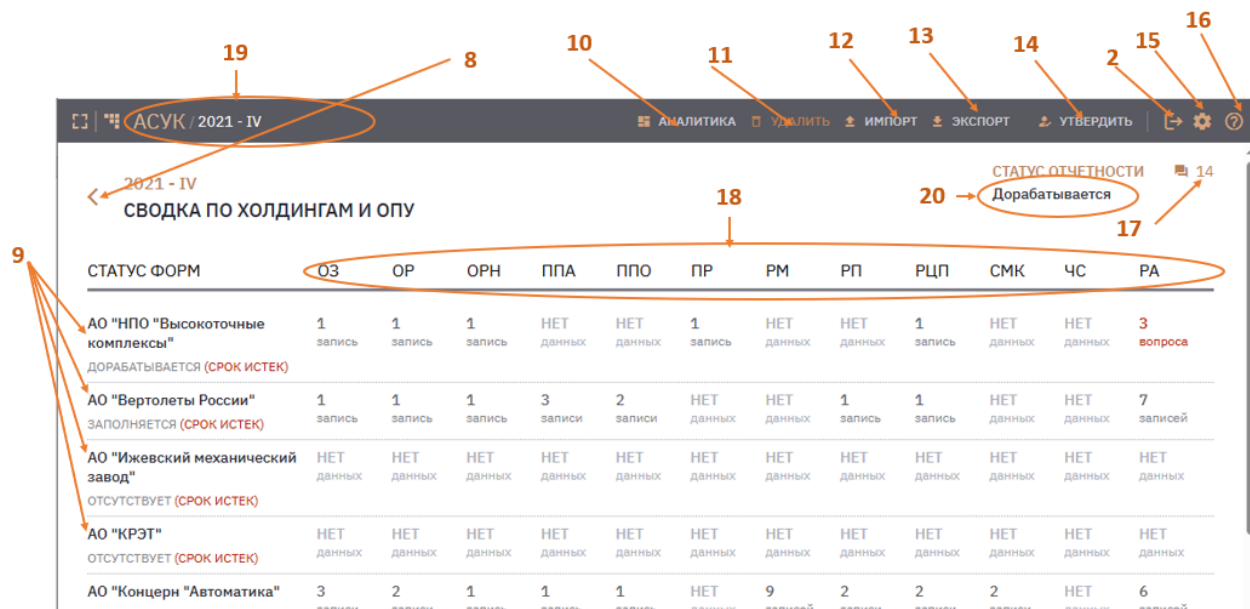 16
19 8 10 11 12 13 14 2 15
АСУК / 2021 - IV АНАЛИТИКА УДАЛИТЬ ИМПОРТ ЭКСПОРТ УТВЕРДИТЬ
2021 - IV СТАТУС ОТЧЕТНОСТИ 14
СВОДКА ПО ХОЛДИНГАМ И ОПУ 18 20 Дорабатывается
17
9
СТАТУС ФОРМ ОЗ ОР ОРН ППА ППО ПР РМ РП РЦП СМК ЧС РА
АО "НПО "Высокоточные 1 1 1 НЕТ НЕТ 1 НЕТ НЕТ 1 НЕТ НЕТ 3
комплексы" запись запись запись данных данных запись данных данных запись данных данных вопроса
ДОРАБАТЫВАЕТСЯ (СРОК ИСТЕК)
АО "Вертолеты России" 1 1 1 3 2 НЕТ НЕТ 1 1 НЕТ НЕТ 7
ЗАПОЛНЯЕТСЯ (СРОК ИСТЕК) запись запись запись записи записи данных данных запись запись данных данных записей
АО "Ижевский механический НЕТ НЕТ НЕТ НЕТ НЕТ НЕТ НЕТ НЕТ НЕТ НЕТ НЕТ НЕТ
завод" данных данных данных данных данных данных данных данных данных данных данных данных
ОТСУТСТВУЕТ (СРОК ИСТЕК)
АО "КРЭТ" НЕТ НЕТ НЕТ НЕТ НЕТ НЕТ НЕТ НЕТ НЕТ НЕТ НЕТ НЕТ
ОТСУТСТВУЕТ (СРОК ИСТЕК) данных данных данных данных данных данных данных данных данных данных данных данных
АО "Концерн "Автоматика" 3 2 1 1 1 НЕТ 9 2 2 2 НЕТ 6